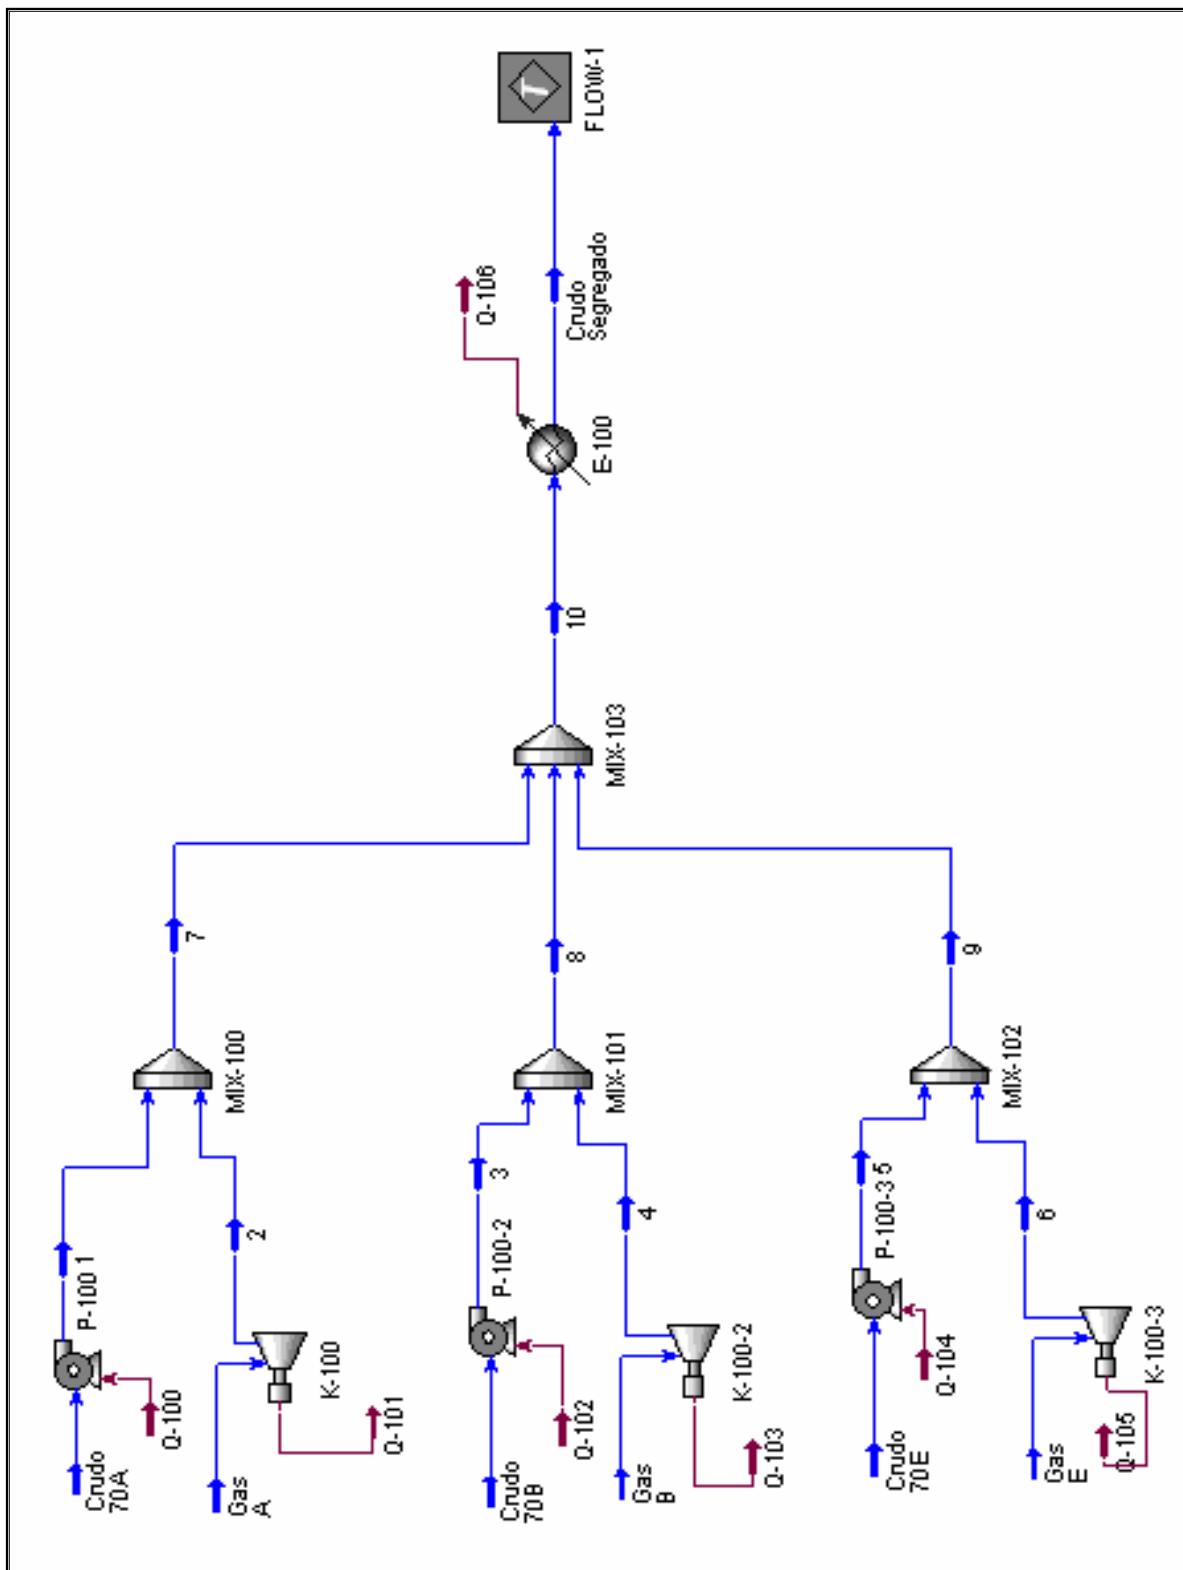 Crudo
70A
Q-100
P-100 1
Gas
A
K-100
Q-101
2
MIX-100
7
Crudo
70B
Q-102
P-100-2
3
Gas
B
K-100-2
Q-103
4
MIX-101
8
Crudo
70E
Q-104
P-100-3 5
Gas
E
Q-105
K-100-3
6
MIX-102
9
MIX-103
10
E-100
Q-106
Crudo
Segregado
T
FLOW-1